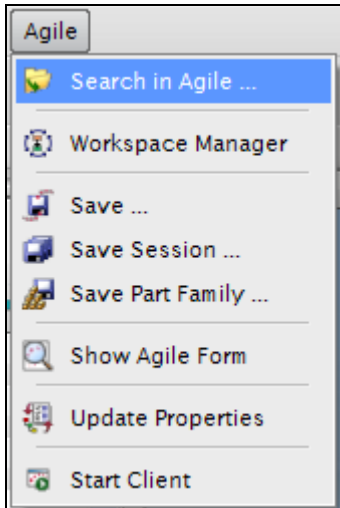 Agile
Search in Agile ...
Workspace Manager
Save ...
Save Session ...
Save Part Family ...
Show Agile Form
Update Properties
Start Client